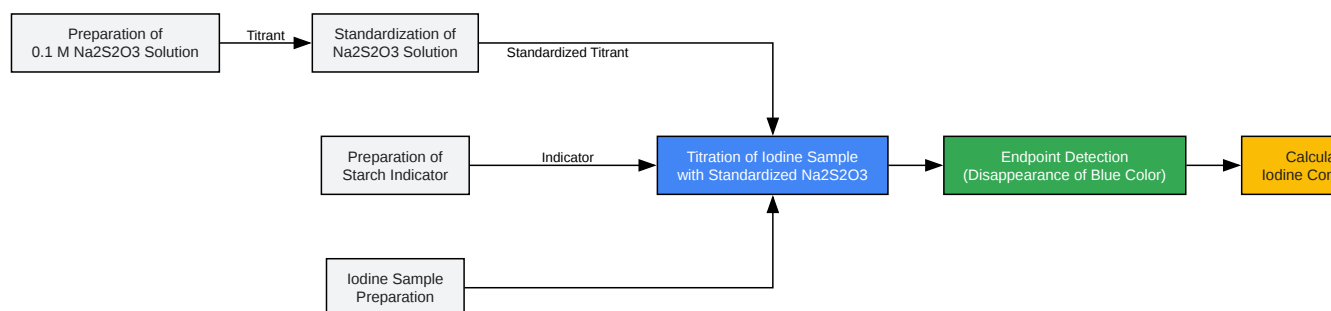 Preparation of
0.1 M Na2S2O3 Solution
Titrant
Standardization of
Na2S2O3 Solution
Standardized Titrant
Preparation of
Starch Indicator
Indicator
Titration of Iodine Sample
with Standardized Na2S2O3
Endpoint Detection
(Disappearance of Blue Color)
Iodine
Iodine Sample
Preparation